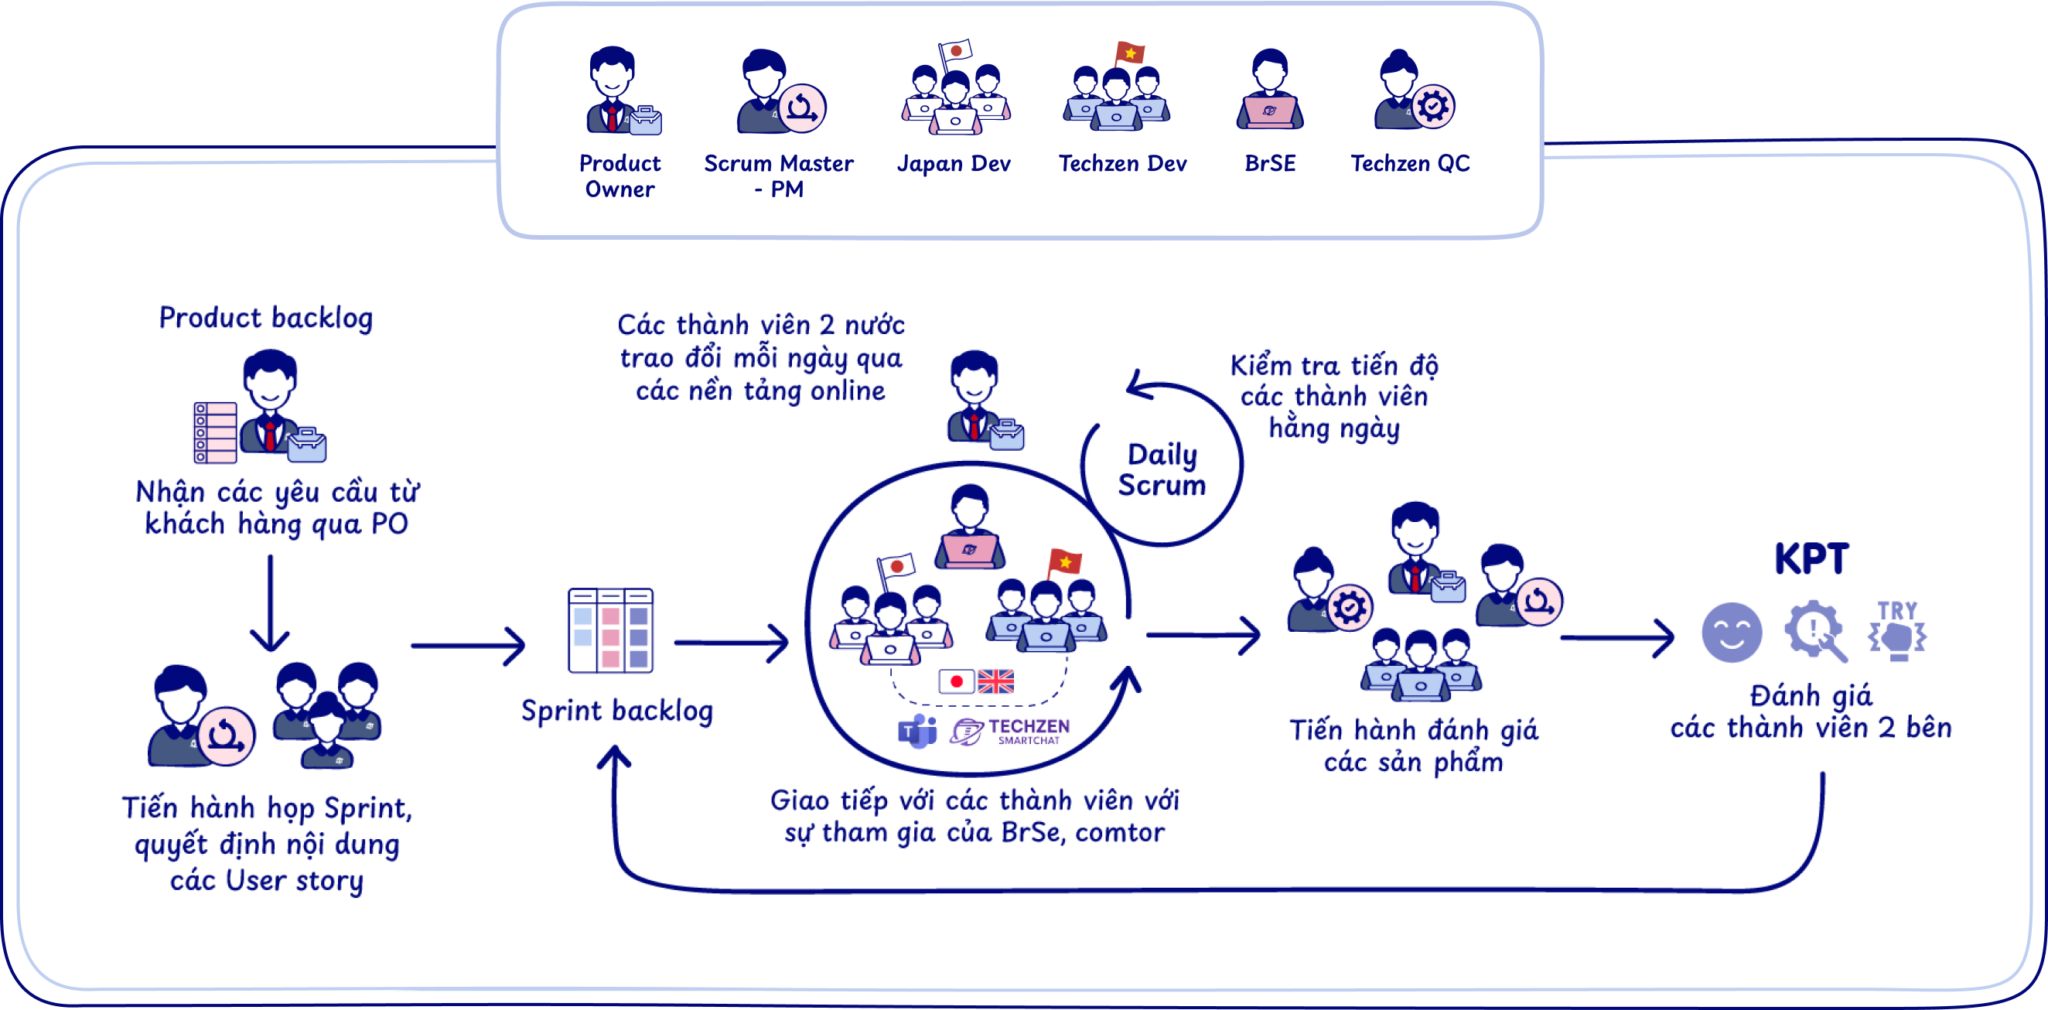 Product
Owner
Scrum Master
- PM
Japan Dev
Techzen Dev
BrSE
Techzen QC
Product backlog
Nhận các yêu cầu từ
khách hàng qua PO
Tiến hành họp Sprint,
quyết định nội dung
các User story
Sprint backlog
Các thành viên 2 nước
trao đổi mỗi ngày qua
các nền tảng online
Daily
Scrum
Kiểm tra tiến độ
các thành viên
hằng ngày
T
TECHZEN
SMARTCHAT
Giao tiếp với các thành viên với
sự tham gia của BrSe, comtor
Tiến hành đánh giá
các sản phẩm
KPT
!
TRY
Đánh giá
các thành viên 2 bên